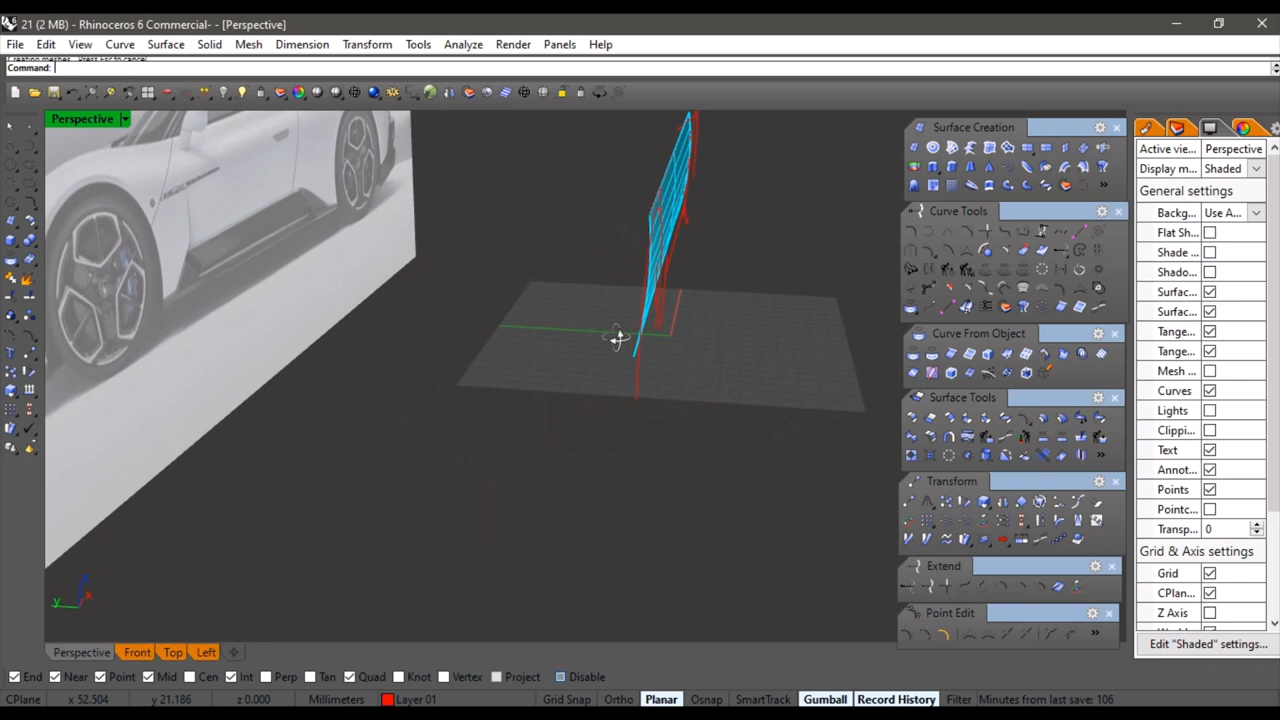 21 (2 MB) - Rhinoceros 6 Commercial- - [Perspective]
File Edit View Curve Surface Solid Mesh Dimension Transform Tools Analyze Render Panels Help
Creating meshes... Press Esc to cancel
Command:
Perspective
Surface Creation
Curve Tools
Curve From Object
Surface Tools
Transform
Extend
Point Edit
Active vie... Perspective
Display m... Shaded
General settings
Backg... Use A...
Flat Sh...
Shade ...
Shado...
Surfac...
Surfac...
Tange...
Tange...
Mesh ...
Curves
Lights
Clippi...
Text
Annot...
Points
Pointc...
Transp... 0
Grid & Axis settings
Grid
CPlan...
Z Axis
Edit "Shaded" settings...
y x
Perspective Front Top Left
End Near Point Mid Cen Int Perp Tan Quad Knot Vertex Project Disable
CPlane x 52.504 y 21.186 z 0.000 Millimeters Layer 01 Grid Snap Ortho Planar Osnap SmartTrack Gumball Record History Filter Minutes from last save: 106